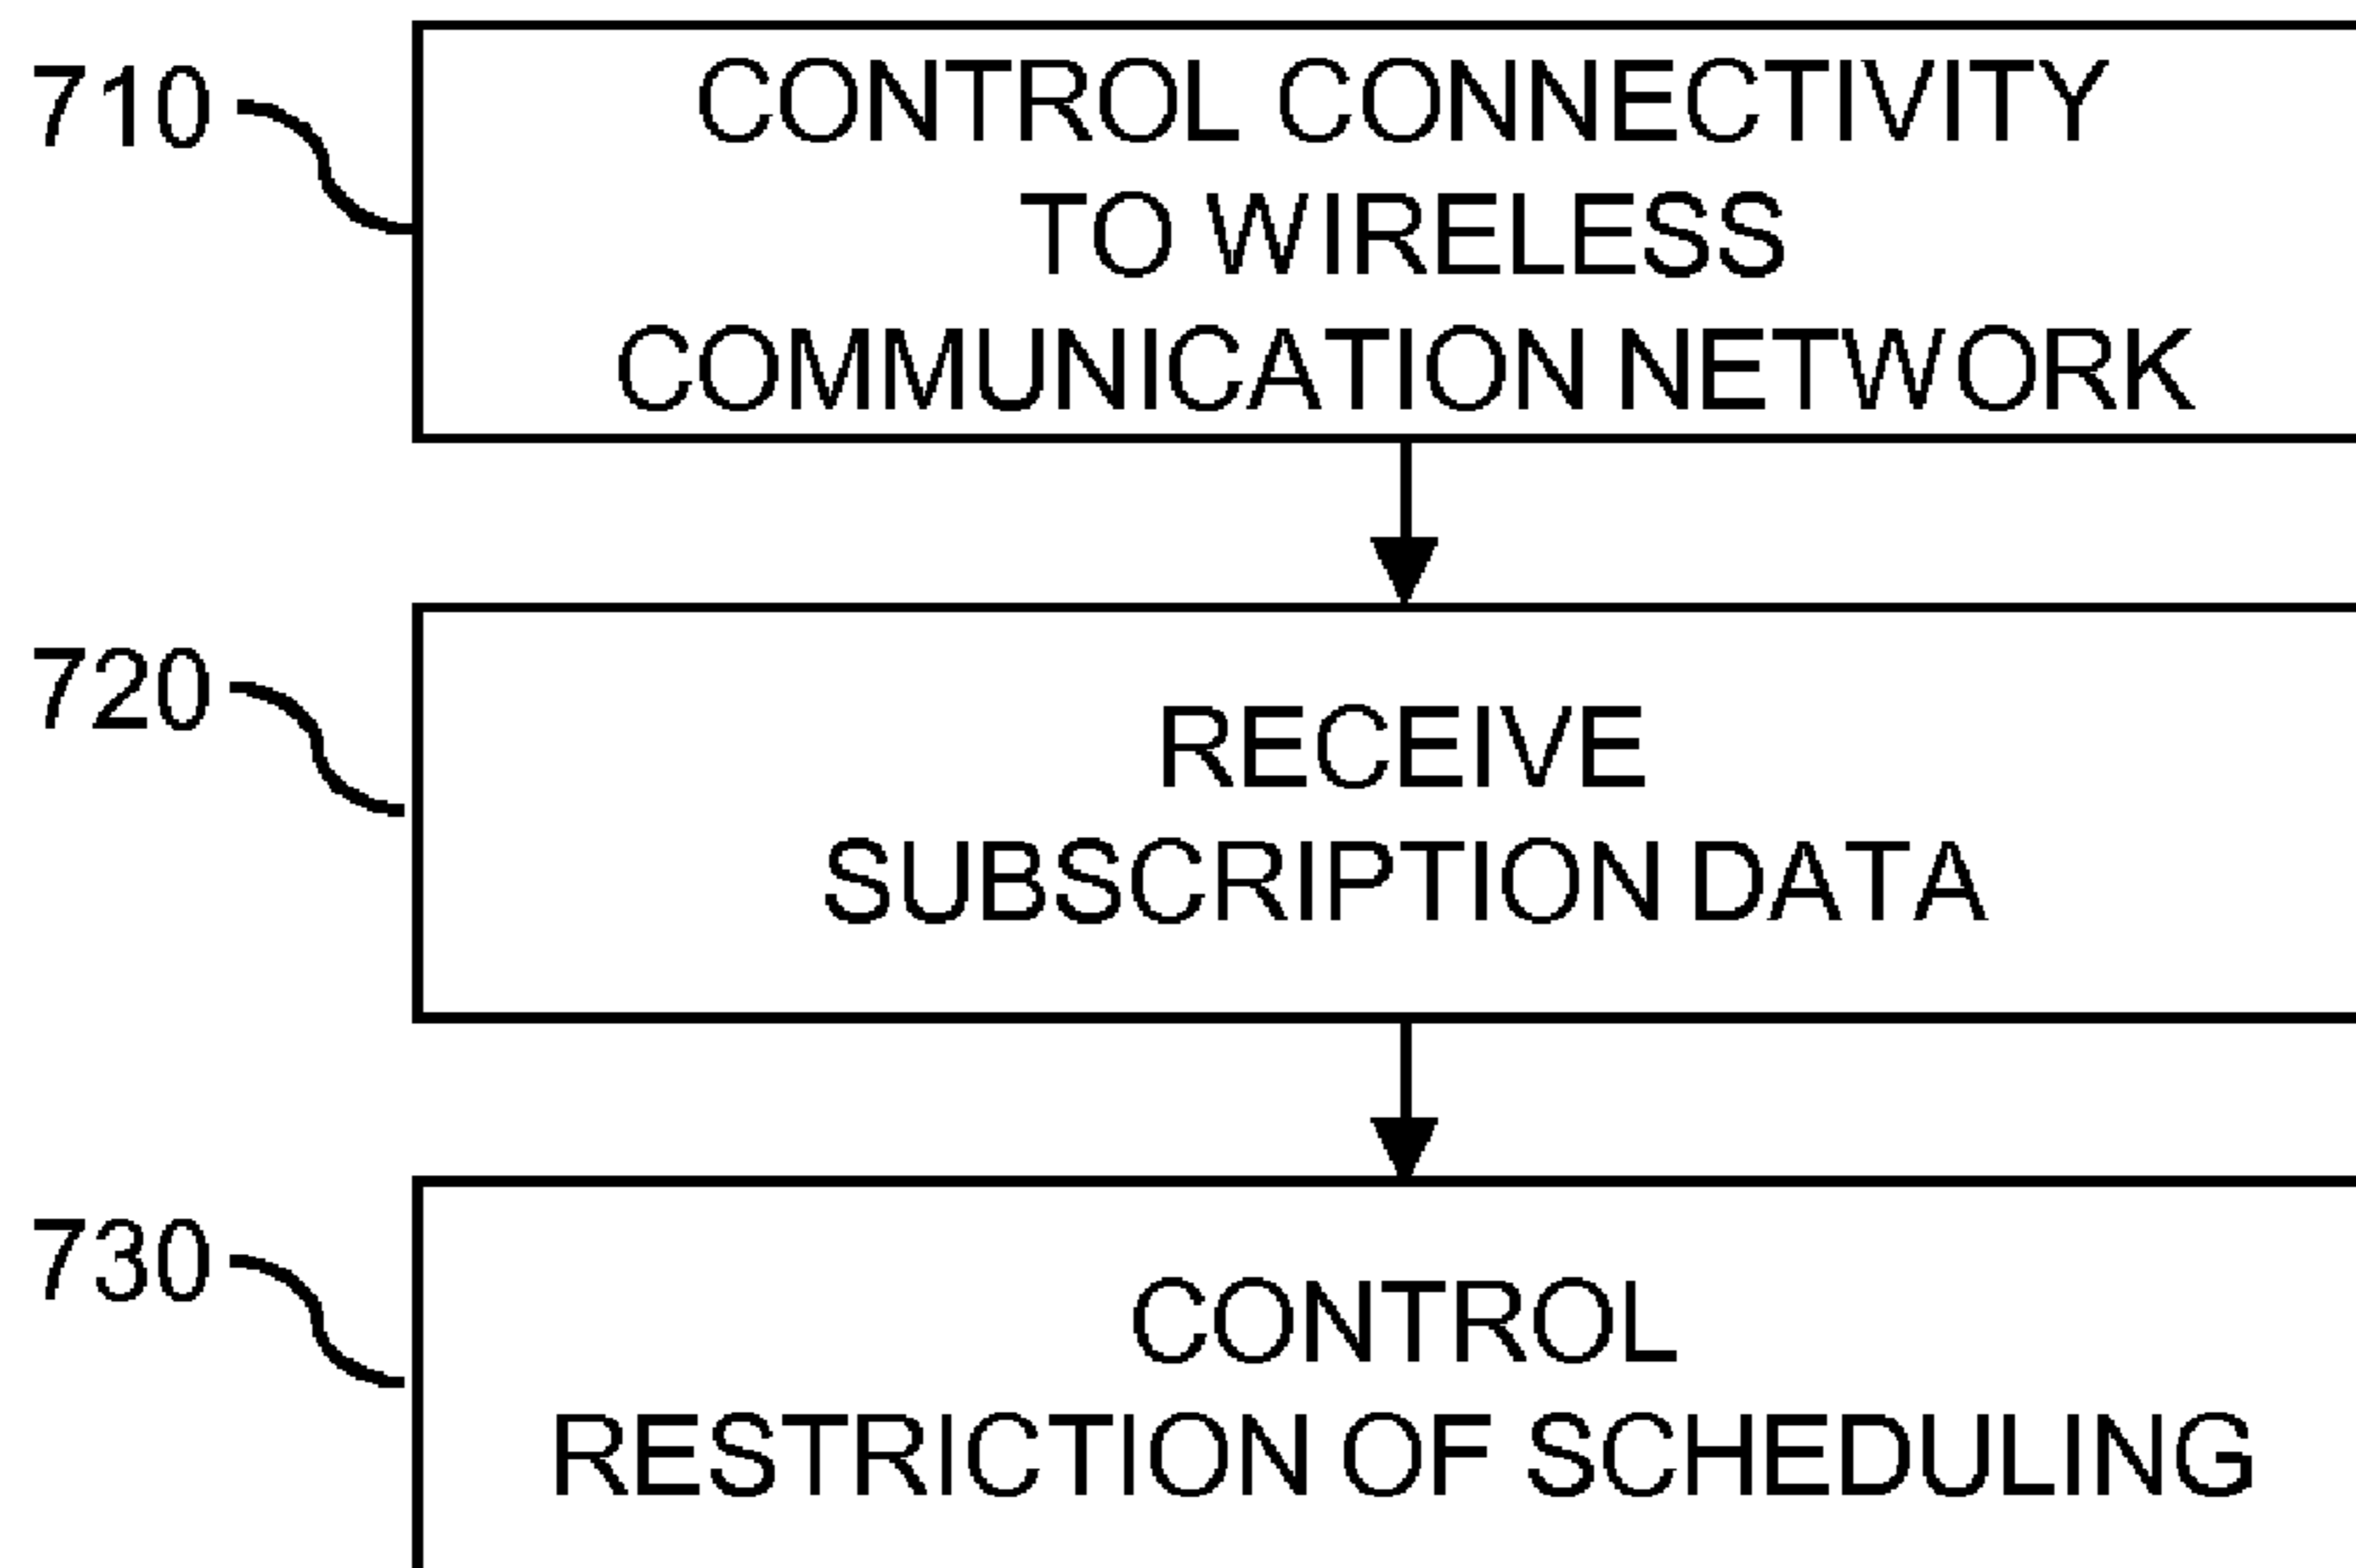 710
CONTROL CONNECTIVITY
TO WIRELESS
COMMUNICATION NETWORK
720
RECEIVE
SUBSCRIPTION DATA
730
CONTROL
RESTRICTION OF SCHEDULING